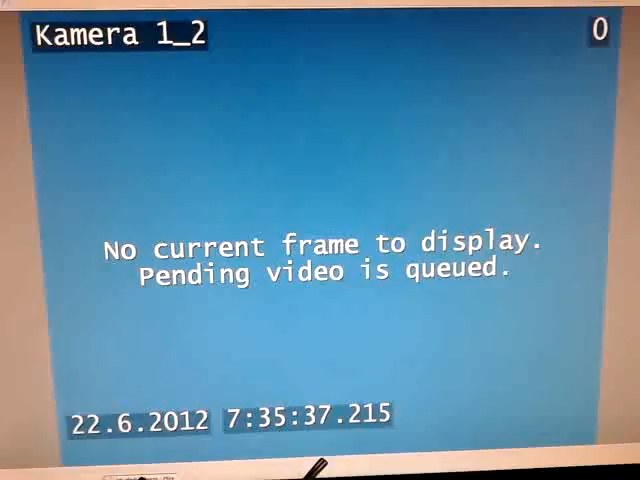 Kamera 1_2
0
No current frame to display.
Pending video is queued.
22.6.2012 7:35:37.215